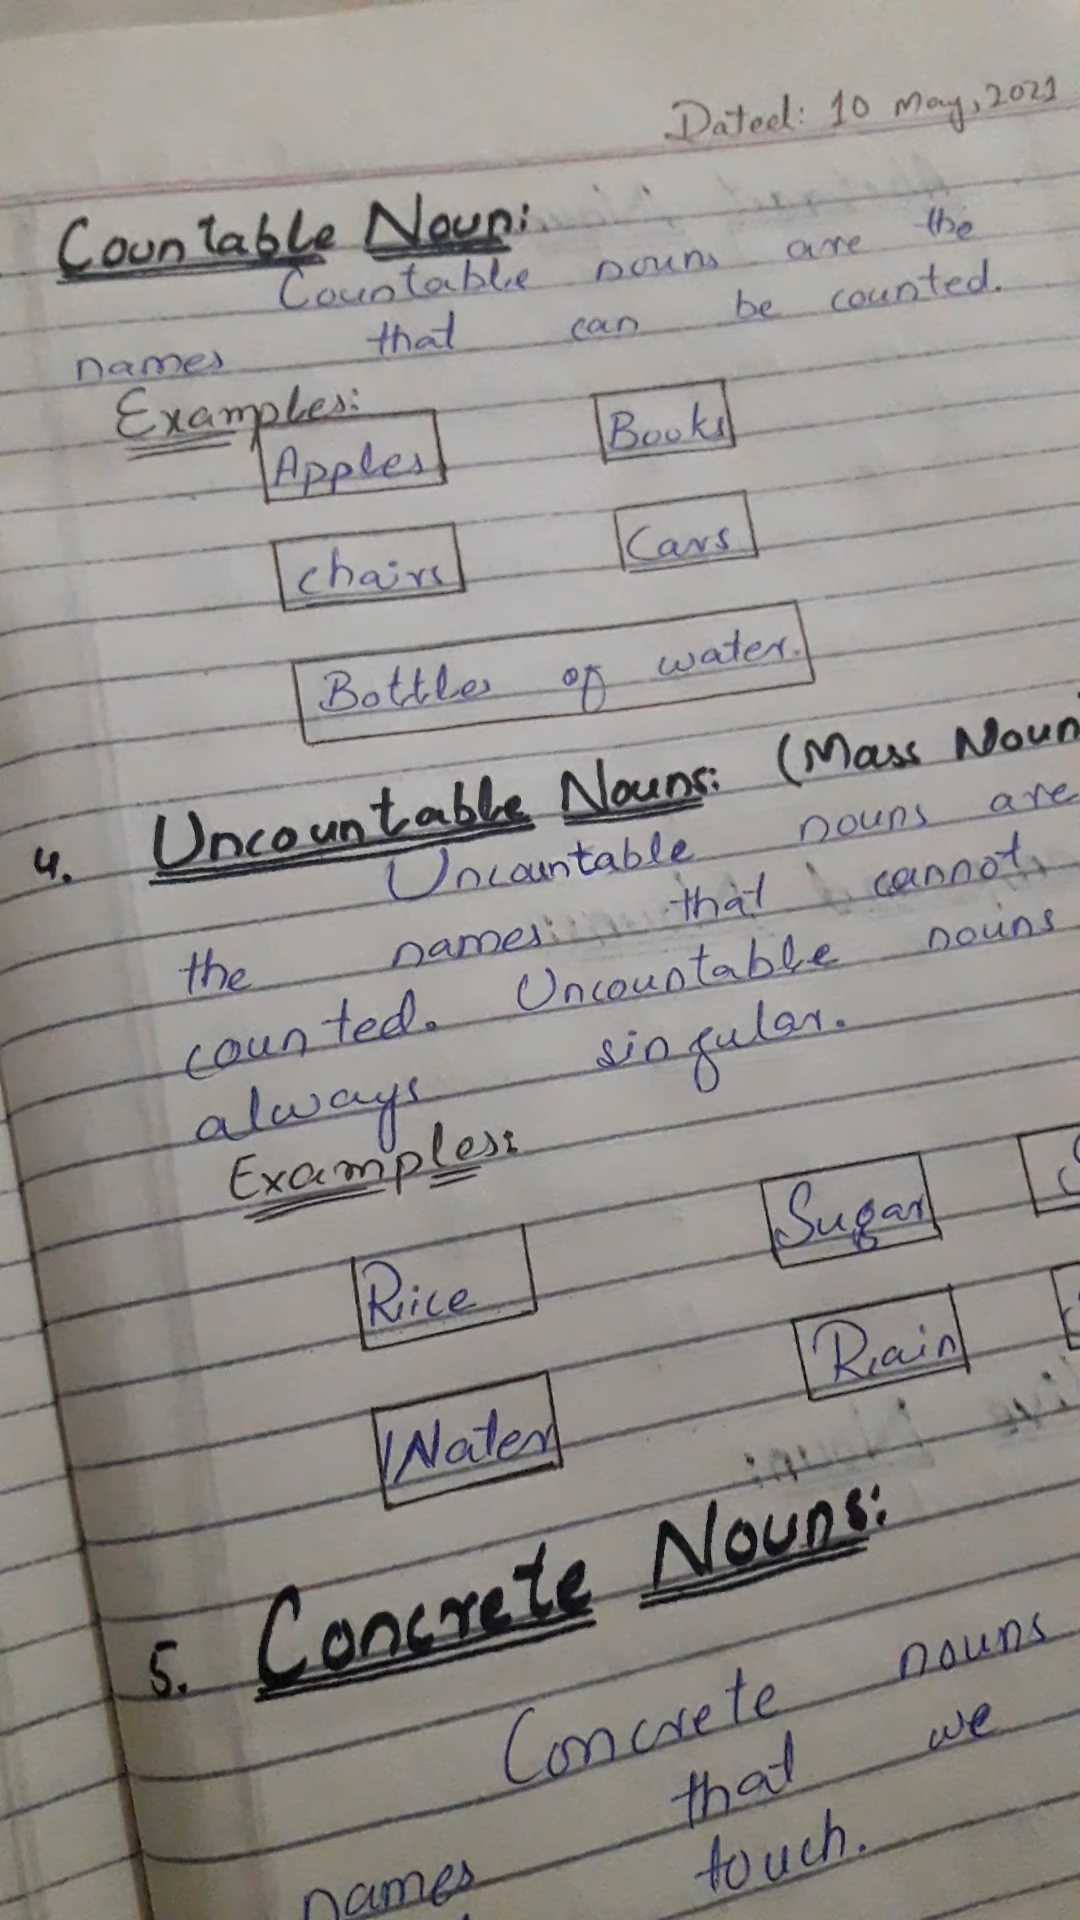 Dated: 10 May, 2021
Countable Noun:
Countable nouns are the
names that can be counted.
Examples:
Apples Books
chairs Cars
Bottles of water.
4. Uncountable Nouns: (Mass Noun
Uncountable nouns are
the names that cannot
counted. Uncountable nouns
always singular.
Examples:
Rice Sugar
Water Rain
5. Concrete Nouns:
Concrete nouns
names that we
touch.